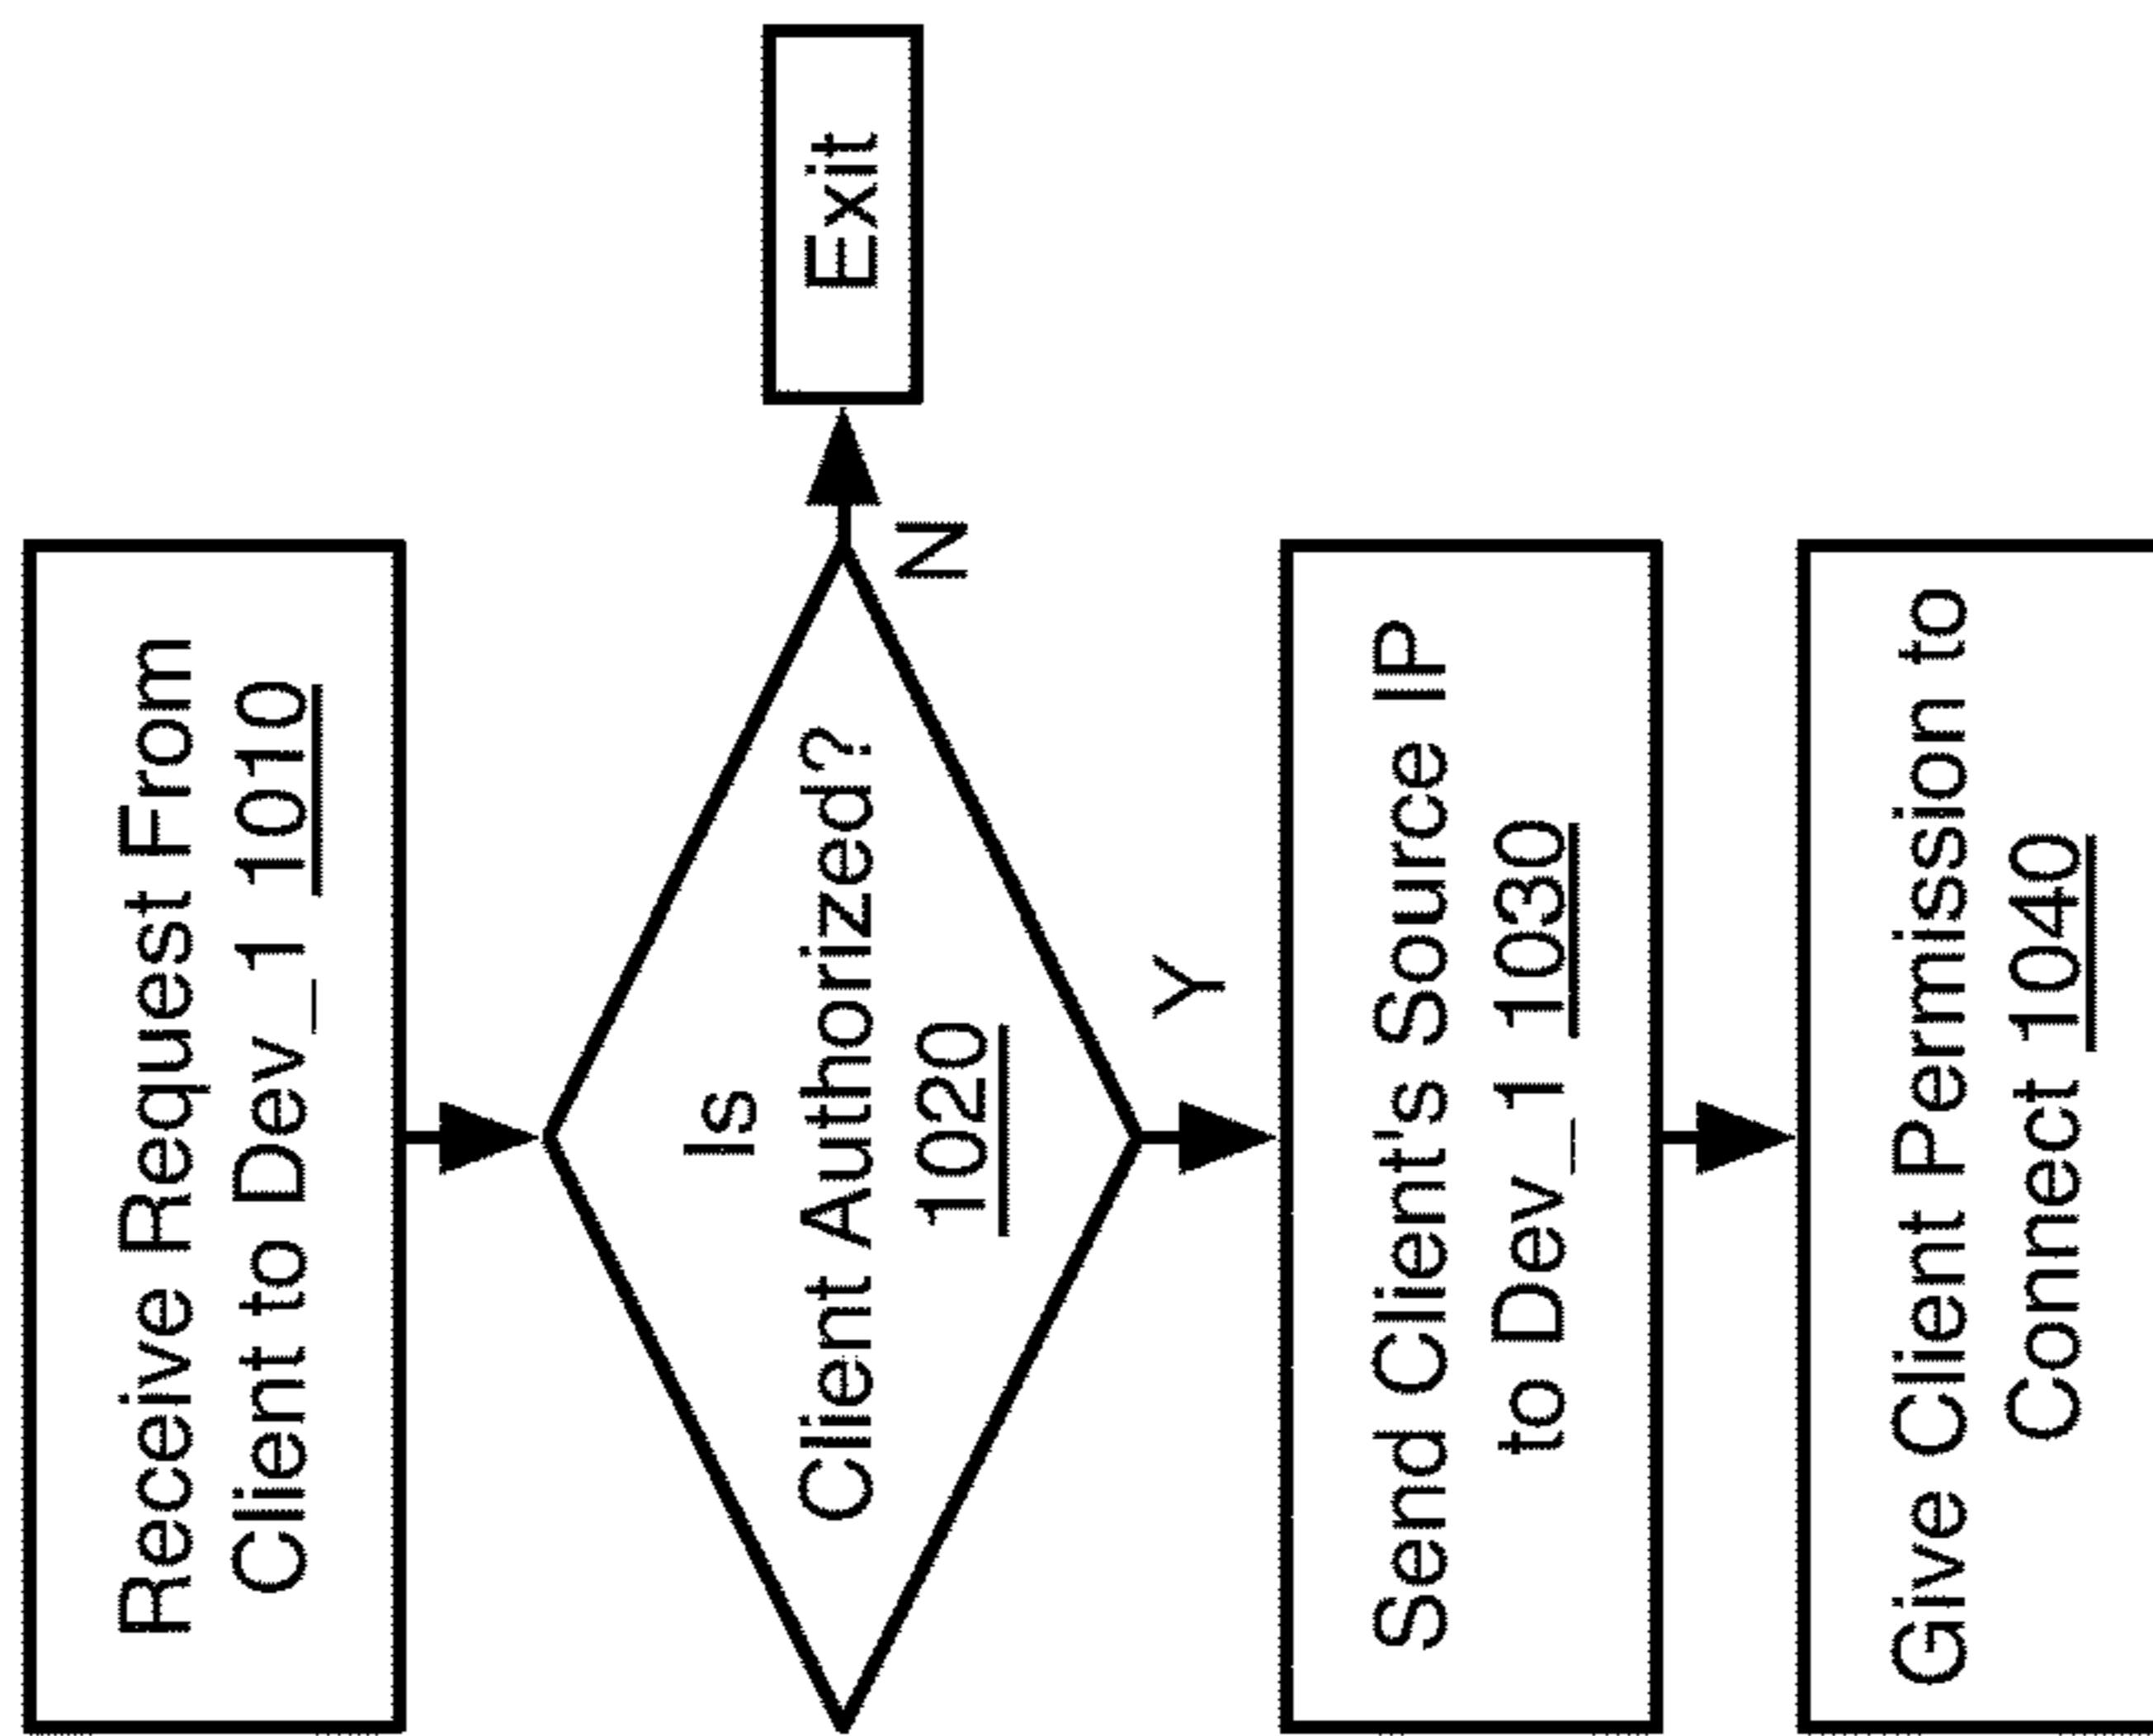 Receive Request From
Client to Dev_1 1010
Is
Client Authorized?
1020
N
Exit
Y
Send Client's Source IP
to Dev_1 1030
Give Client Permission to
Connect 1040